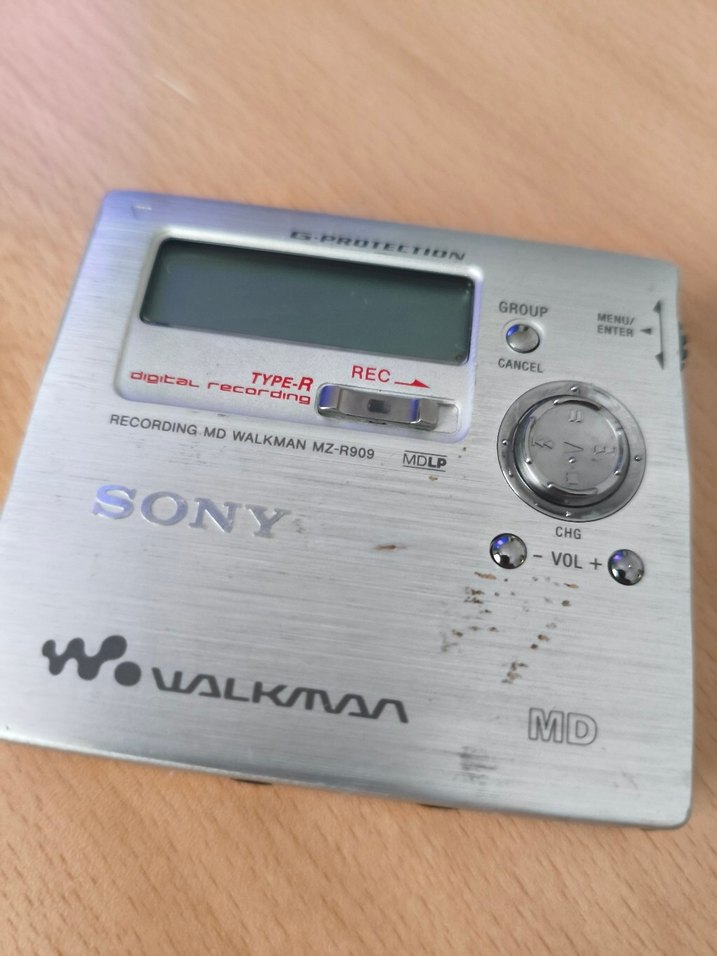 G-PROTECTION
GROUP
CANCEL
MENU/
ENTER
TYPE-R
digital recording
REC
RECORDING MD WALKMAN MZ-R909
MDLP
SONY
CHG
- VOL +
WALKMAN
MD